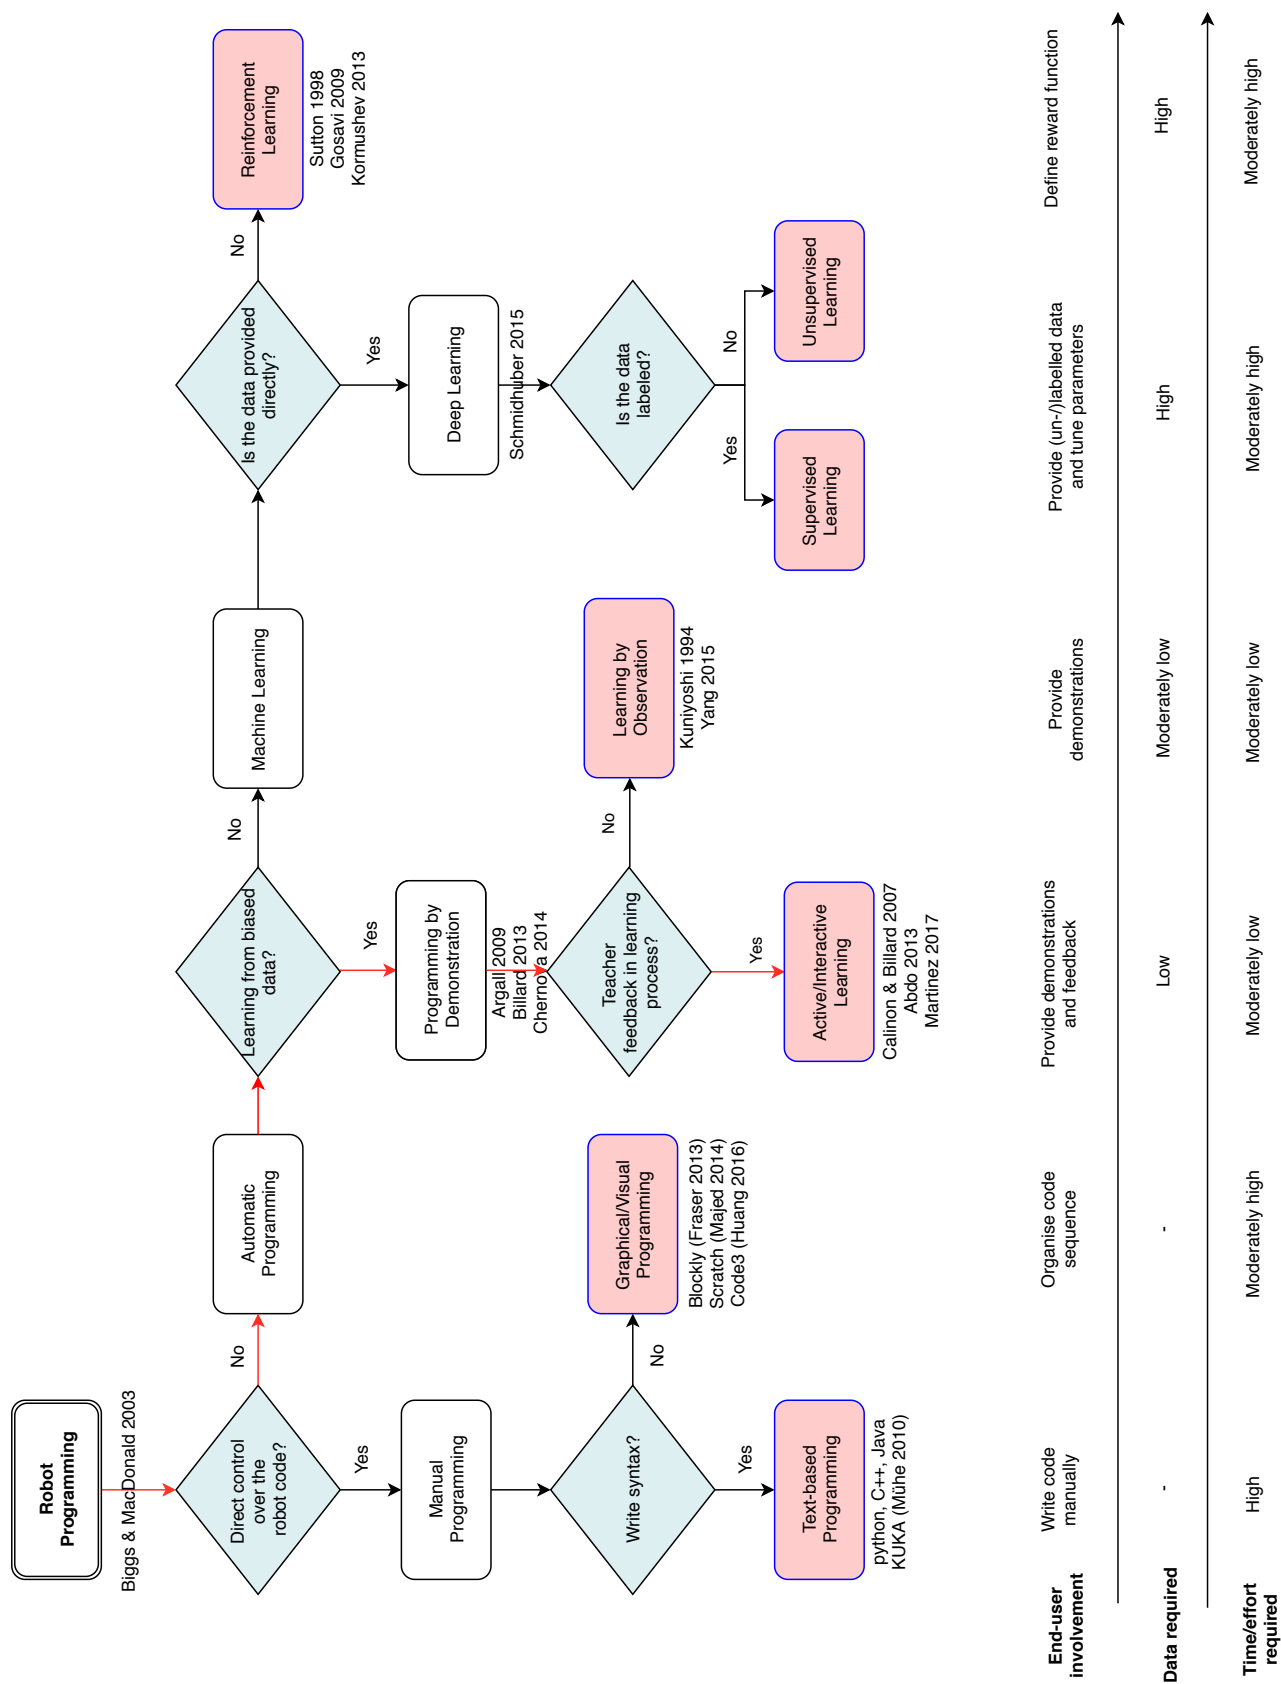 Robot
Programming
Biggs & MacDonald 2003
Direct control
over the
robot code?
No
Yes
Automatic
Programming
Learning from biased
data?
No
Yes
Machine Learning
Is the data provided
directly?
No
Yes
Reinforcement
Learning
Sutton 1998
Gosavi 2009
Kormushev 2013
Manual
Programming
Write syntax?
No
Yes
Graphical/Visual
Programming
Blockly (Fraser 2013)
Scratch (Majed 2014)
Code3 (Huang 2016)
Text-based
Programming
python, C++, Java
KUKA (Mühe 2010)
Programming by
Demonstration
Argall 2009
Billard 2013
Chernova 2014
Teacher
feedback in learning
process?
No
Yes
Learning by
Observation
Kuniyoshi 1994
Yang 2015
Active/Interactive
Learning
Calinon & Billard 2007
Abdo 2013
Martinez 2017
Deep Learning
Schmidhuber 2015
Is the data
labeled?
Yes
No
Supervised
Learning
Unsupervised
Learning
End-user
involvement
Write code
manually
Organise code
sequence
Provide demonstrations
and feedback
Provide
demonstrations
Provide (un-/)labelled data
and tune parameters
Define reward function
Data required
-
-
Low
Moderately low
High
High
Time/effort
required
High
Moderately high
Moderately low
Moderately low
Moderately high
Moderately high